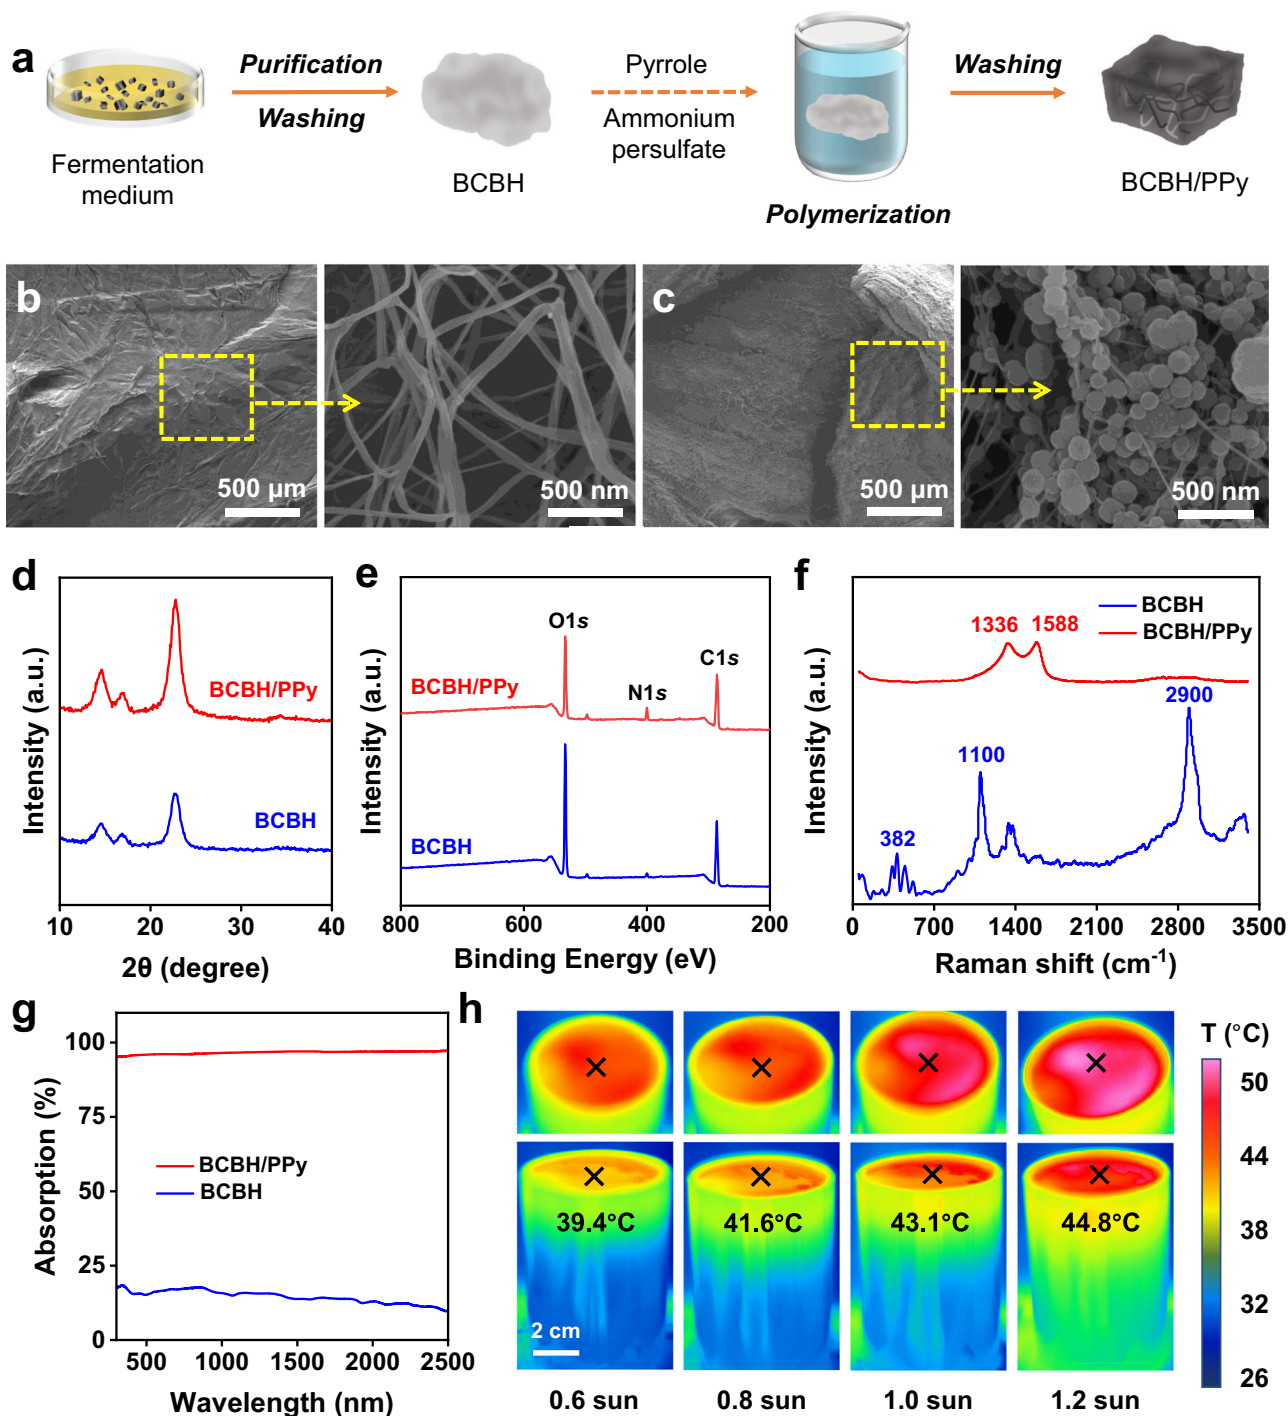 a
Fermentation
medium
Purification
Washing
BCBH
Pyrrole
Ammonium
persulfate
Polymerization
Washing
BCBH/PPy
b
500 µm
500 nm
c
500 µm
500 nm
d
Intensity (a.u.)
BCBH/PPy
BCBH
10
20
30
40
2θ (degree)
e
Intensity (a.u.)
O1s
N1s
C1s
BCBH/PPy
BCBH
800
600
400
200
Binding Energy (eV)
f
Intensity (a.u.)
BCBH
BCBH/PPy
1336
1588
2900
1100
382
0
700
1400
2100
2800
3500
Raman shift (cm⁻¹)
g
Absorption (%)
100
75
50
25
0
BCBH/PPy
BCBH
500
1000
1500
2000
2500
Wavelength (nm)
h
39.4°C
41.6°C
43.1°C
44.8°C
2 cm
0.6 sun
0.8 sun
1.0 sun
1.2 sun
T (°C)
50
44
38
32
26